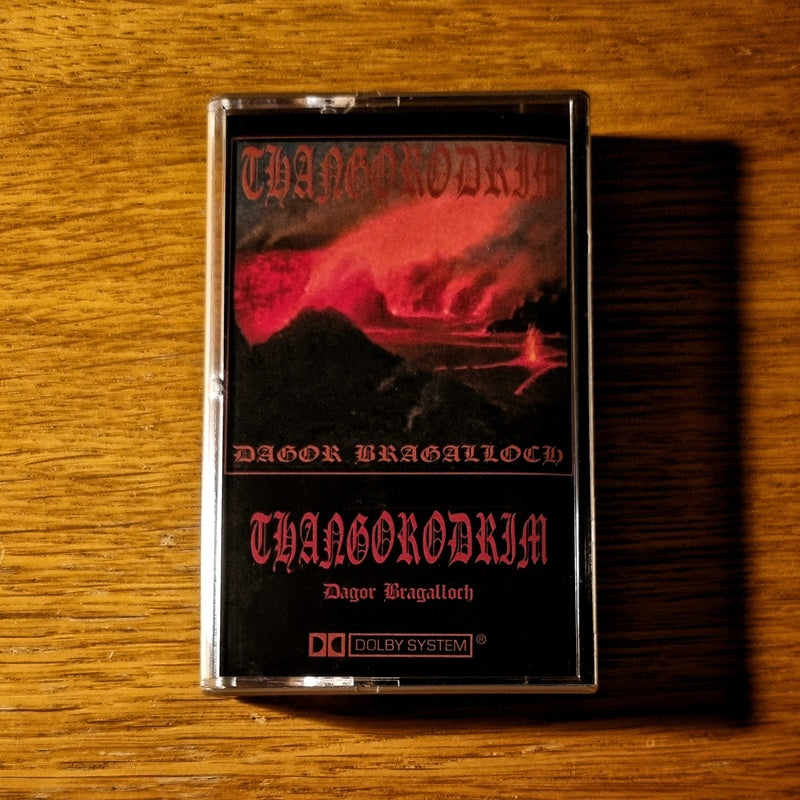 THANGORODRIM
DAGOR BRAGALLOCH
THANGORODRIM
Dagor Bragalloch
DOLBY SYSTEM ®